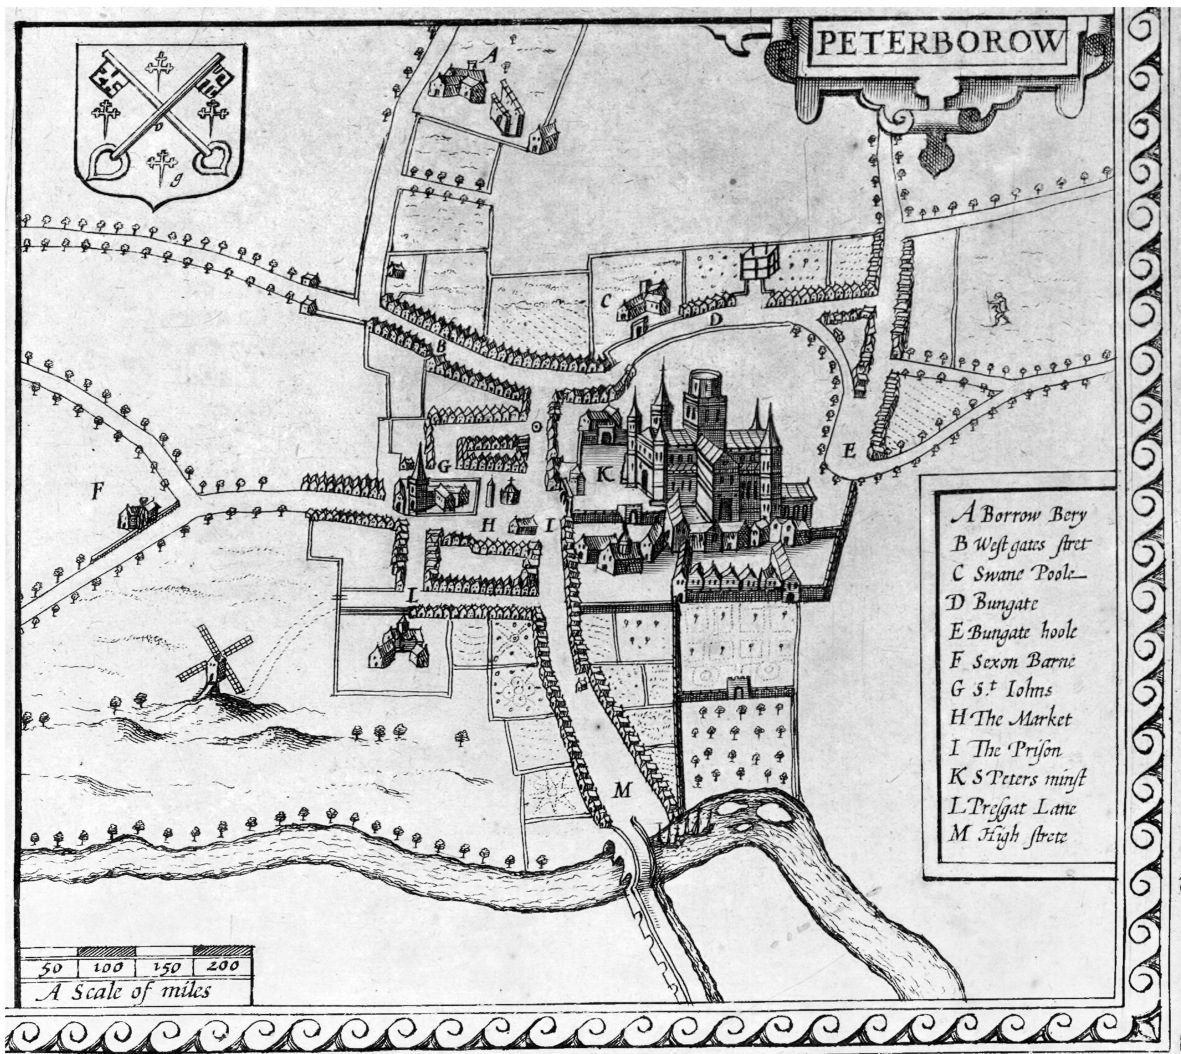 PETERBOROW
A
C
D
B
E
G
K
F
H
I
L
M
g
A Borrow Bery
B Westgates stret
C Swane Poole
D Bungate
E Bungate hoole
F Sexon Barne
G S.t Iohns
H The Market
I The Prison
K S Peters minst
L Presgat Lane
M High strete
50 100 150 200
A Scale of miles